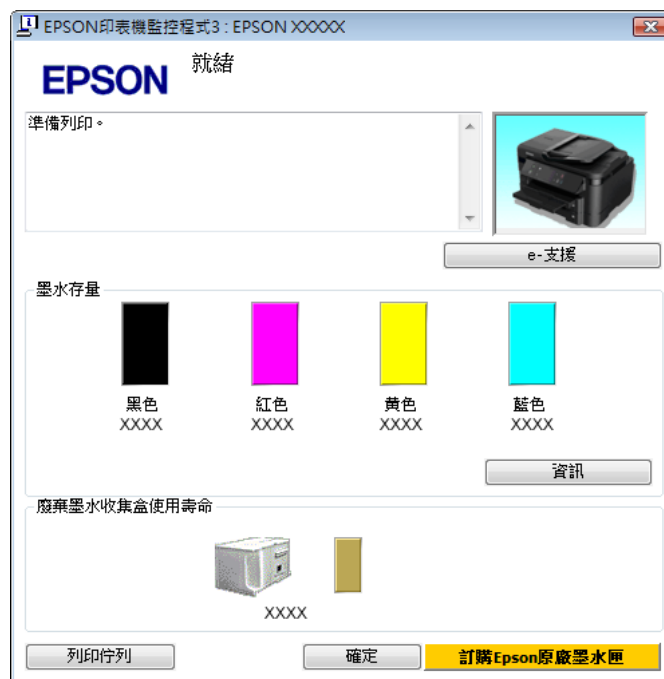 EPSON印表機監控程式3 : EPSON XXXXX
EPSON
就緒
準備列印。
e-支援
墨水存量
黑色
紅色
黃色
藍色
XXXX
XXXX
XXXX
XXXX
資訊
廢棄墨水收集盒使用壽命
XXXX
列印佇列
確定
訂購Epson原廠墨水匣